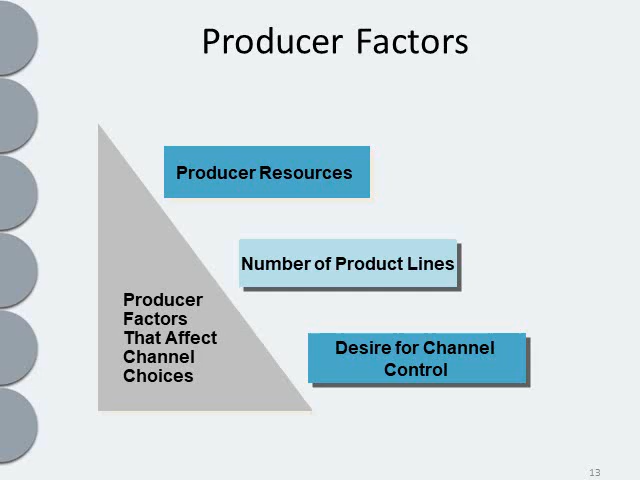 Producer Factors
Producer Resources
Number of Product Lines
Producer
Factors
That Affect
Channel
Choices
Desire for Channel
Control
13